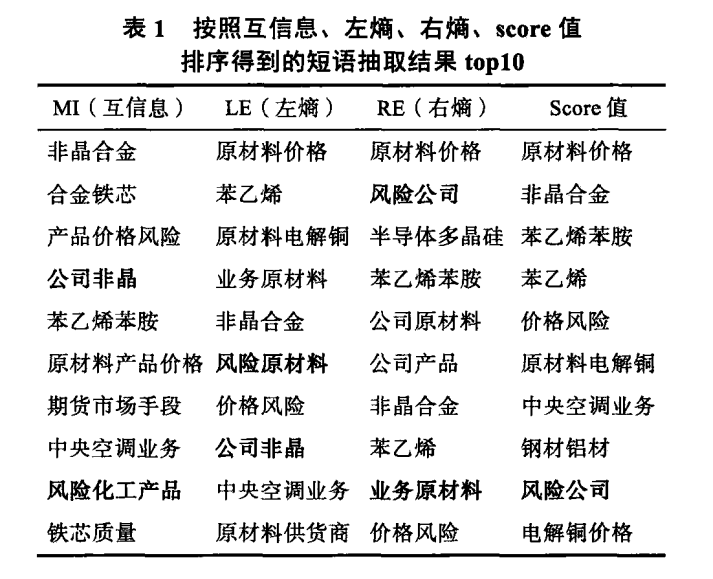 表 1 按照互信息、左熵、右熵、score 值
排序得到的短语抽取结果 top10
MI（互信息） LE（左熵） RE（右熵） Score 值
非晶合金 原材料价格 原材料价格 原材料价格
合金铁芯 苯乙烯 风险公司 非晶合金
产品价格风险 原材料电解铜 半导体多晶硅 苯乙烯苯胺
公司非晶 业务原材料 苯乙烯苯胺 苯乙烯
苯乙烯苯胺 非晶合金 公司原材料 价格风险
原材料产品价格 风险原材料 公司产品 原材料电解铜
期货市场手段 价格风险 非晶合金 中央空调业务
中央空调业务 公司非晶 苯乙烯 钢材铝材
风险化工产品 中央空调业务 业务原材料 风险公司
铁芯质量 原材料供货商 价格风险 电解铜价格